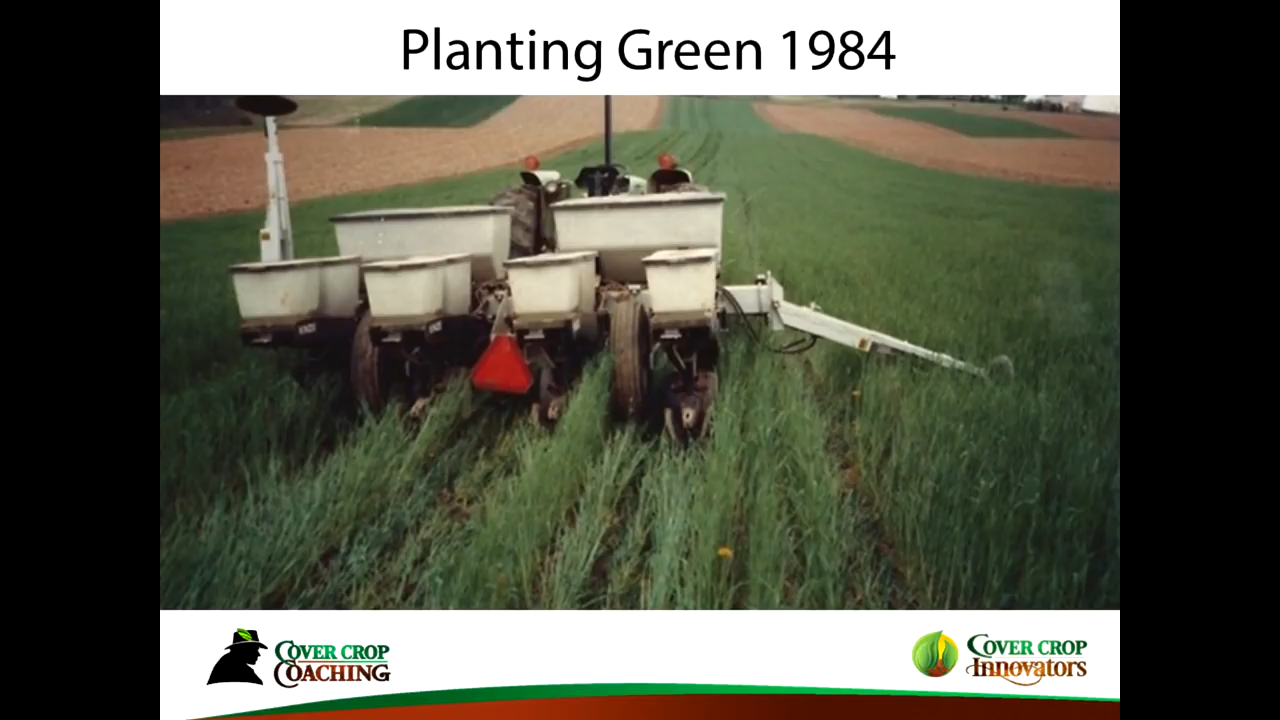 Planting Green 1984
COVER CROP
COACHING
COVER CROP
Innovators